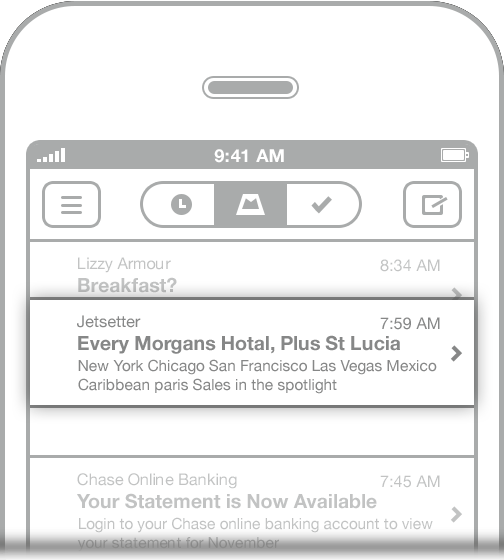 9:41 AM
Lizzy Armour
8:34 AM
Breakfast?
Jetsetter
7:59 AM
Every Morgans Hotal, Plus St Lucia
New York Chicago San Francisco Las Vegas Mexico
Caribbean paris Sales in the spotlight
Chase Online Banking
7:45 AM
Your Statement is Now Available
Login to your Chase online banking account to view
your statement for November